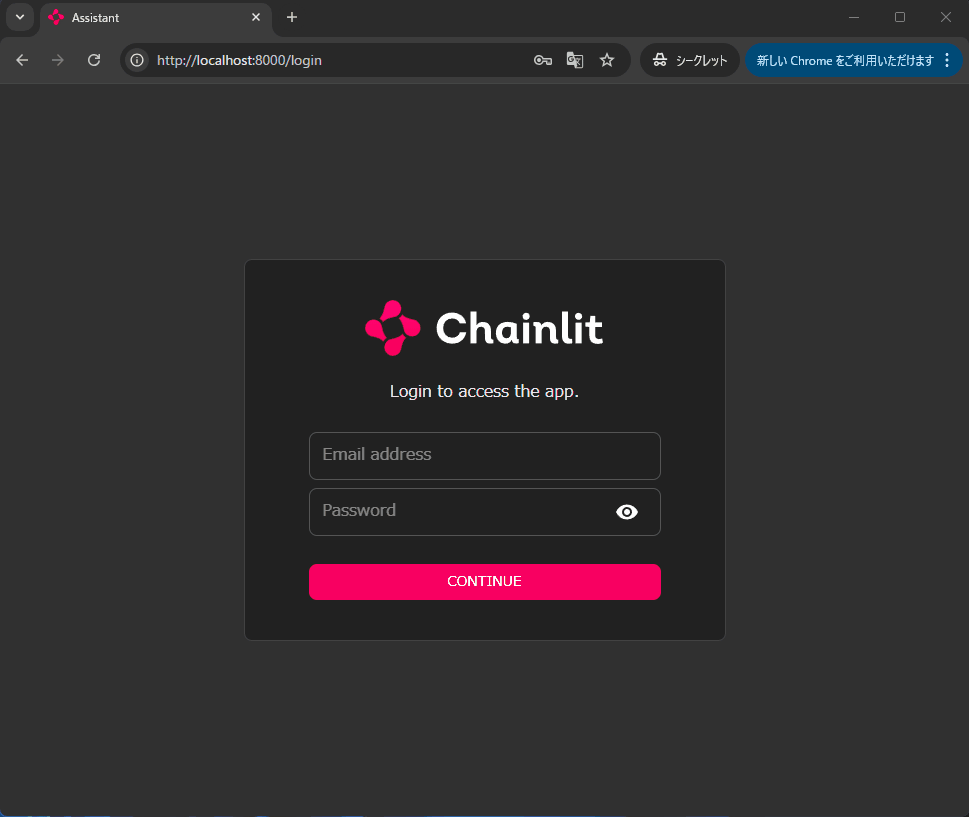 Assistant
http://localhost:8000/login
シークレット
新しい Chrome をご利用いただけます
Chainlit
Login to access the app.
Email address
Password
CONTINUE